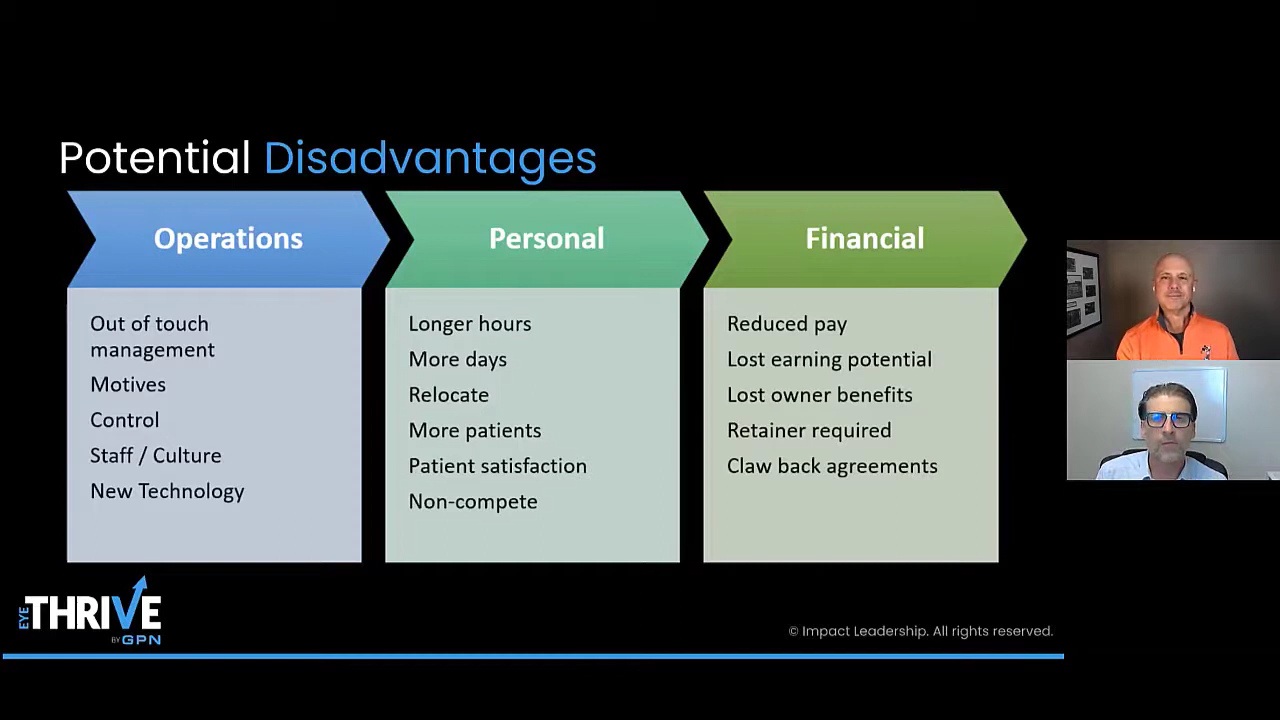 Potential Disadvantages
Operations
Out of touch
management
Motives
Control
Staff / Culture
New Technology
Personal
Longer hours
More days
Relocate
More patients
Patient satisfaction
Non-compete
Financial
Reduced pay
Lost earning potential
Lost owner benefits
Retainer required
Claw back agreements
EYE
THRIVE
BY GPN
© Impact Leadership. All rights reserved.